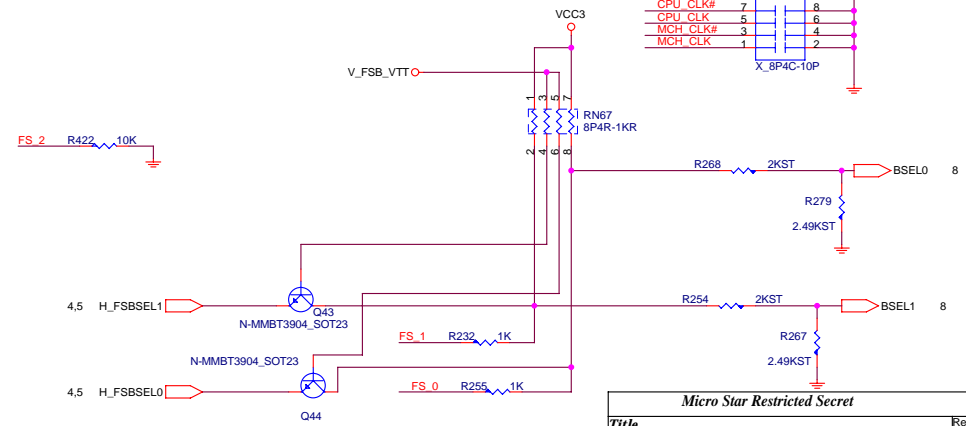 CPU_CLK# 7 8
CPU_CLK 5 6
MCH_CLK# 3 4
MCH_CLK 1 2
X_8P4C-10P
VCC3
V_FSB_VTT
1 3 5 7
RN67
8P4R-1KR
2 4 6 8
FS_2 R422 10K
R268 2KST BSEL0 8
R279
2.49KST
4,5 H_FSBSEL1
Q43
N-MMBT3904_SOT23
R254 2KST BSEL1 8
FS_1 R232 1K
R267
2.49KST
N-MMBT3904_SOT23
4,5 H_FSBSEL0
Q44
FS_0 R255 1K
Micro Star Restricted Secret
Title Re